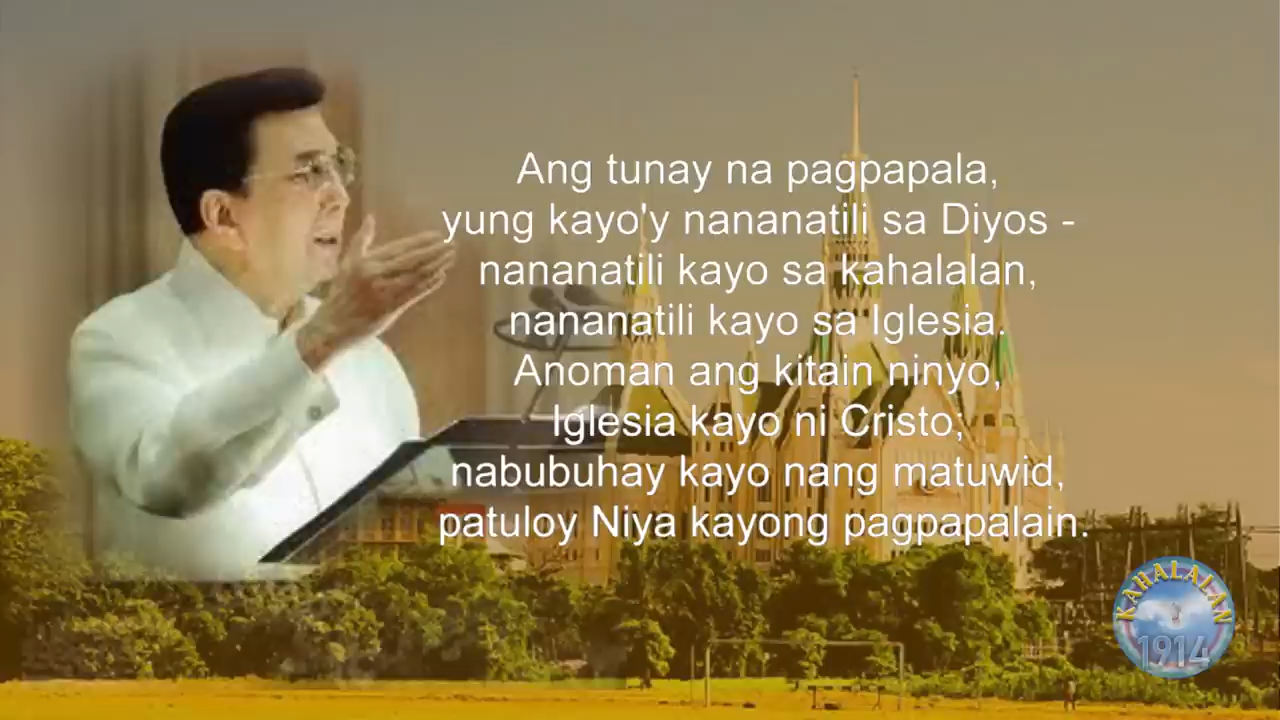 Ang tunay na pagpapala,
yung kayo'y nananatili sa Diyos -
nananatili kayo sa kahalalan,
nananatili kayo sa Iglesia.
Anoman ang kitain ninyo,
Iglesia kayo ni Cristo;
nabubuhay kayo nang matuwid,
patuloy Niya kayong pagpapalain.
KAHALALAN
1914